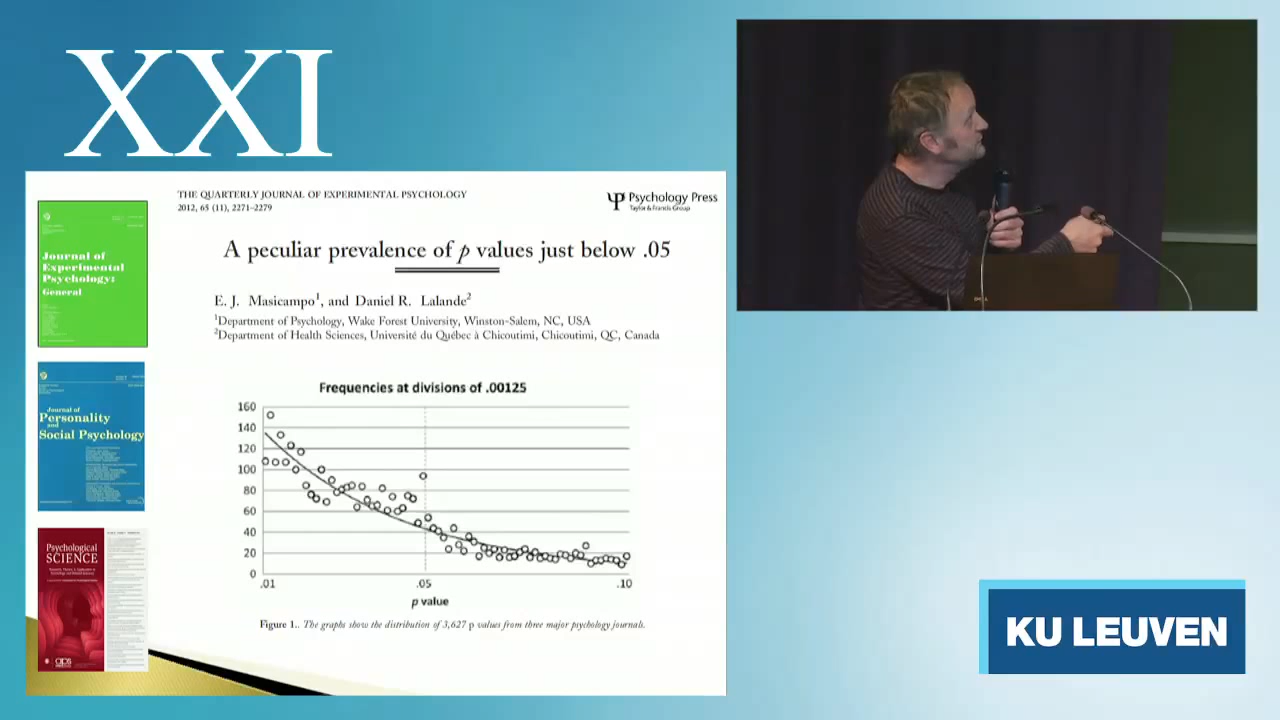 XXI
THE QUARTERLY JOURNAL OF EXPERIMENTAL PSYCHOLOGY
2012, 65 (11), 2271–2279
Psychology Press
Taylor & Francis Group
A peculiar prevalence of p values just below .05
E. J. Masicampo1, and Daniel R. Lalande2
1Department of Psychology, Wake Forest University, Winston-Salem, NC, USA
2Department of Health Sciences, Université du Québec à Chicoutimi, Chicoutimi, QC, Canada
Journal of
Experimental
Psychology:
General
Journal of
Personality
and
Social Psychology
Psychological
SCIENCE
aps
Frequencies at divisions of .00125
160
140
120
100
80
60
40
20
0
.01 .05 .10
p value
Figure 1.. The graphs show the distribution of 3,627 p values from three major psychology journals.
KU LEUVEN